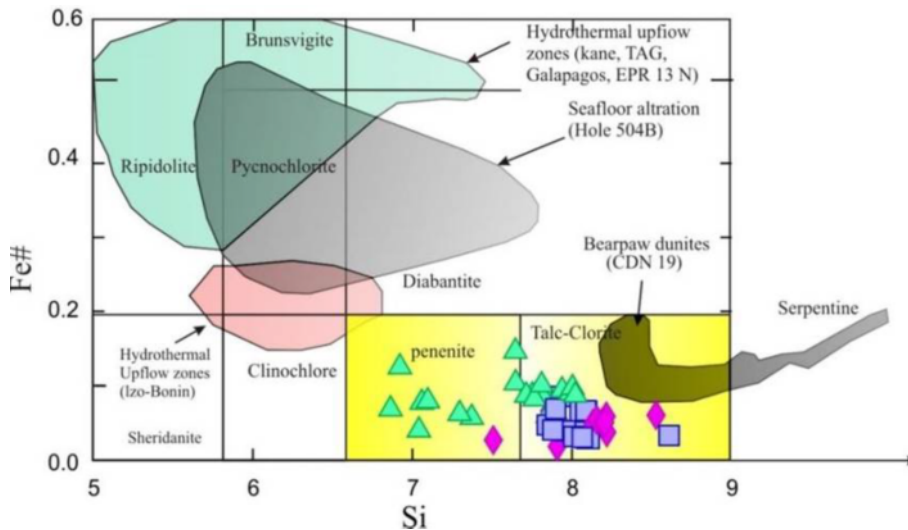 0.6
Brunsvigite
Hydrothermal upfiow
zones (kane, TAG,
Galapagos, EPR 13 N)
Seafloor altration
(Hole 504B)
0.4
Ripidolite
Pycnochlorite
Fe#
Bearpaw dunites
(CDN 19)
Diabantite
Serpentine
0.2
Talc-Clorite
penenite
Hydrothermal
Upflow zones
(Izo-Bonin)
Clinochlore
Sheridanite
0.0
5
6
7
8
9
Si